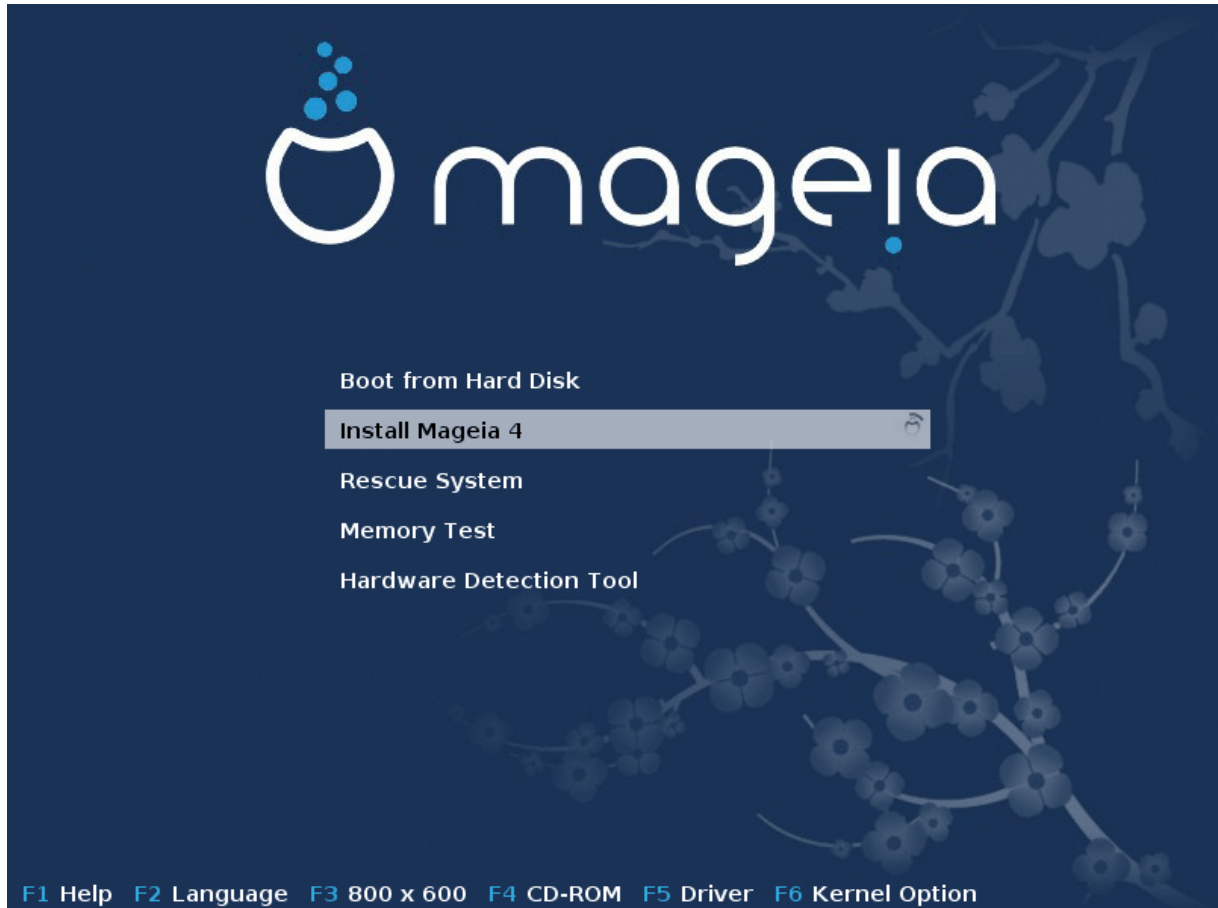 mageia
Boot from Hard Disk
Install Mageia 4
Rescue System
Memory Test
Hardware Detection Tool
F1 Help F2 Language F3 800 x 600 F4 CD-ROM F5 Driver F6 Kernel Option